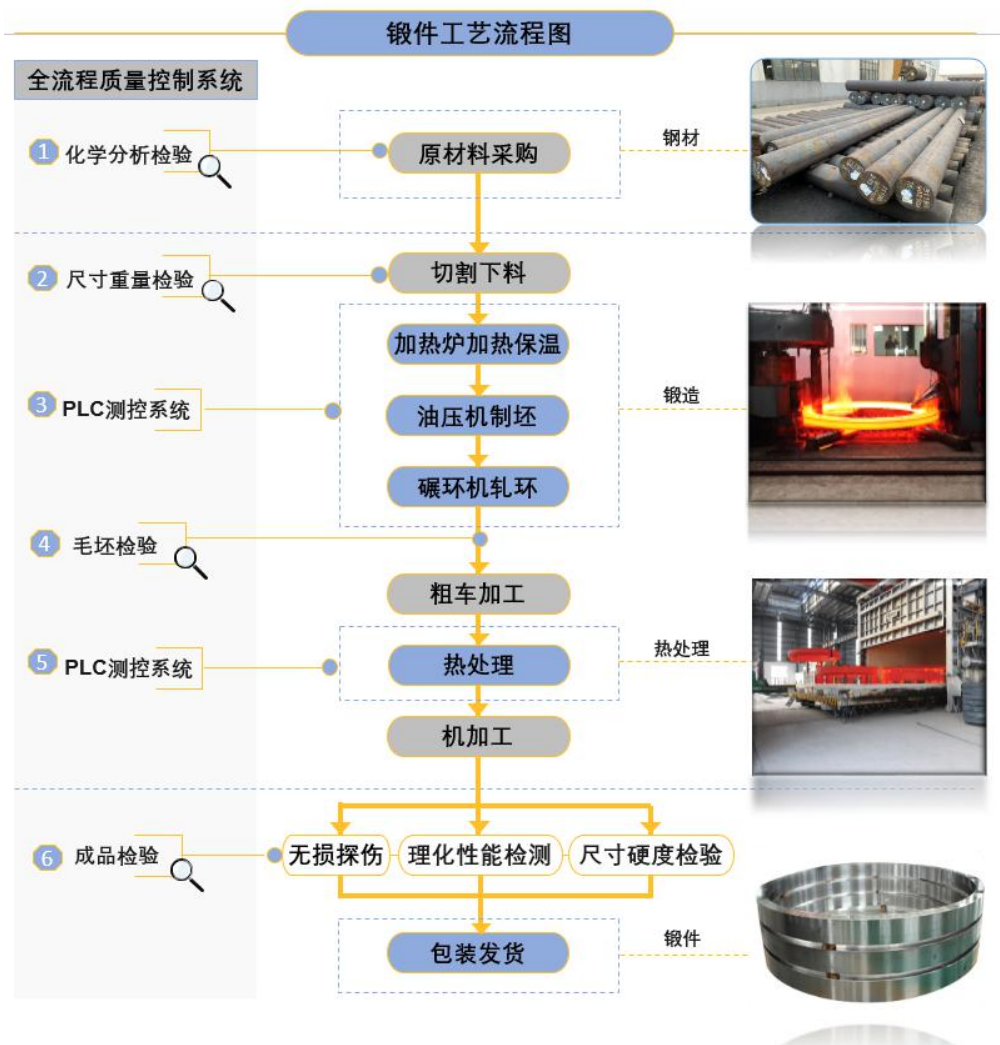 锻件工艺流程图
全流程质量控制系统
1 化学分析检验
原材料采购
钢材
2 尺寸重量检验
切割下料
加热炉加热保温
3 PLC测控系统
油压机制坯
锻造
碾环机轧环
4 毛坯检验
粗车加工
5 PLC测控系统
热处理
热处理
机加工
6 成品检验
无损探伤
理化性能检测
尺寸硬度检验
包装发货
锻件